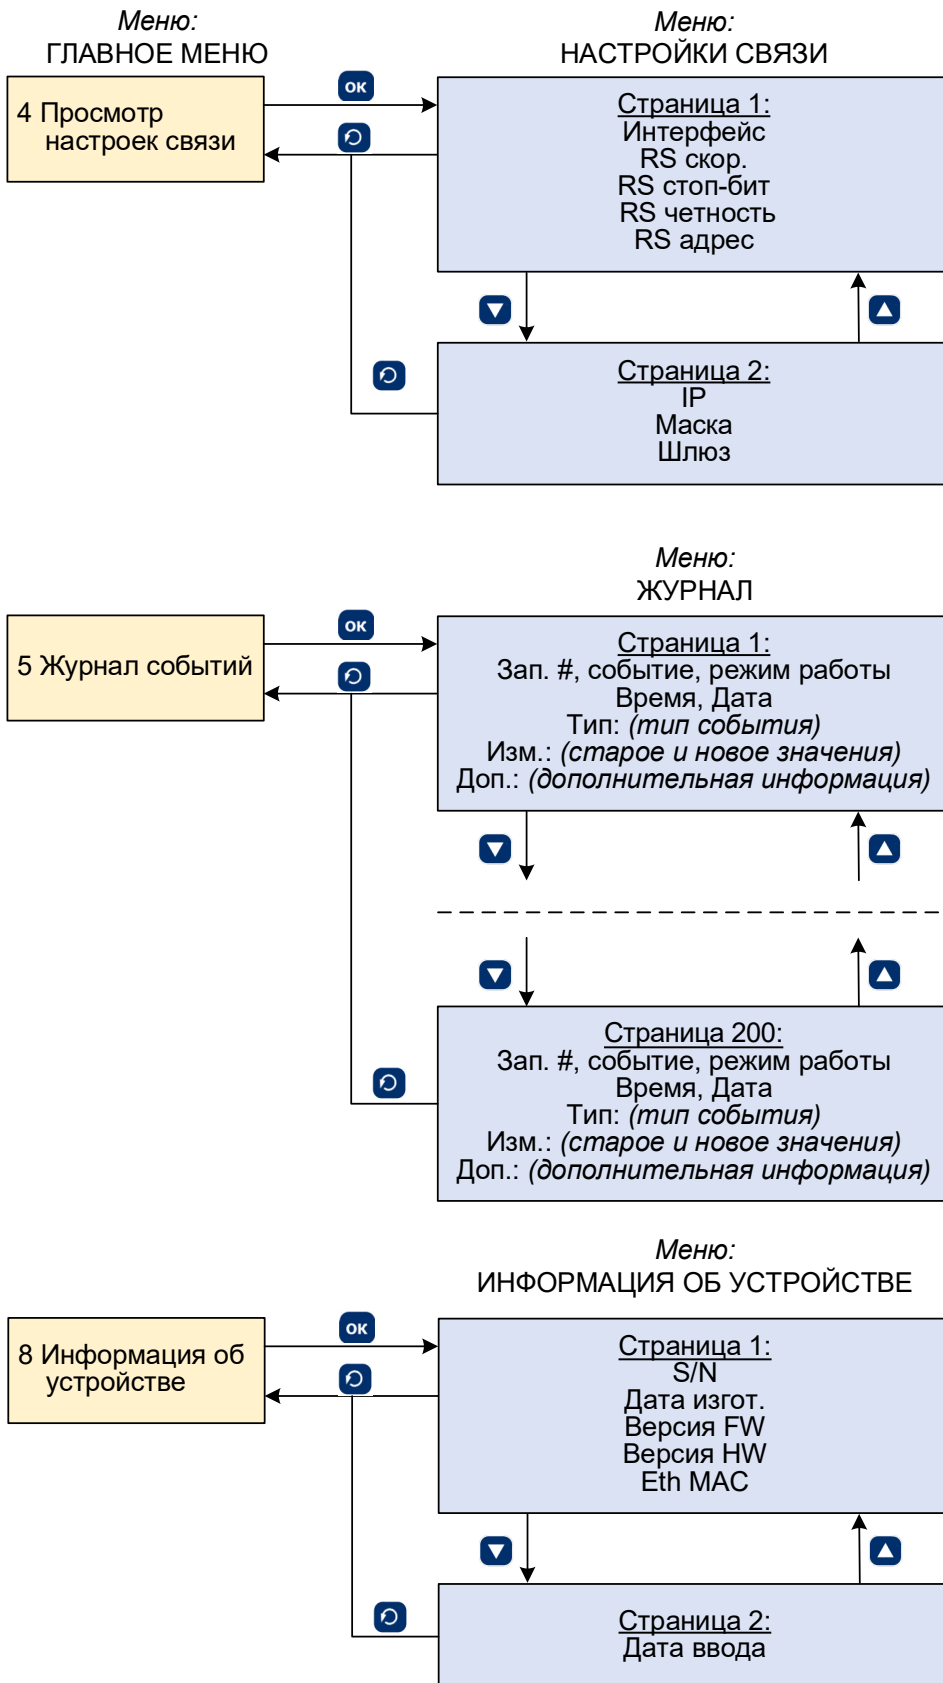 Меню:
ГЛАВНОЕ МЕНЮ
Меню:
НАСТРОЙКИ СВЯЗИ
4 Просмотр
настроек связи
ок
Страница 1:
Интерфейс
RS скор.
RS стоп-бит
RS четность
RS адрес
Страница 2:
IP
Маска
Шлюз
Меню:
ЖУРНАЛ
5 Журнал событий
ок
Страница 1:
Зап. #, событие, режим работы
Время, Дата
Тип: (тип события)
Изм.: (старое и новое значения)
Доп.: (дополнительная информация)
Страница 200:
Зап. #, событие, режим работы
Время, Дата
Тип: (тип события)
Изм.: (старое и новое значения)
Доп.: (дополнительная информация)
Меню:
ИНФОРМАЦИЯ ОБ УСТРОЙСТВЕ
8 Информация об
устройстве
ок
Страница 1:
S/N
Дата изгот.
Версия FW
Версия HW
Eth MAC
Страница 2:
Дата ввода